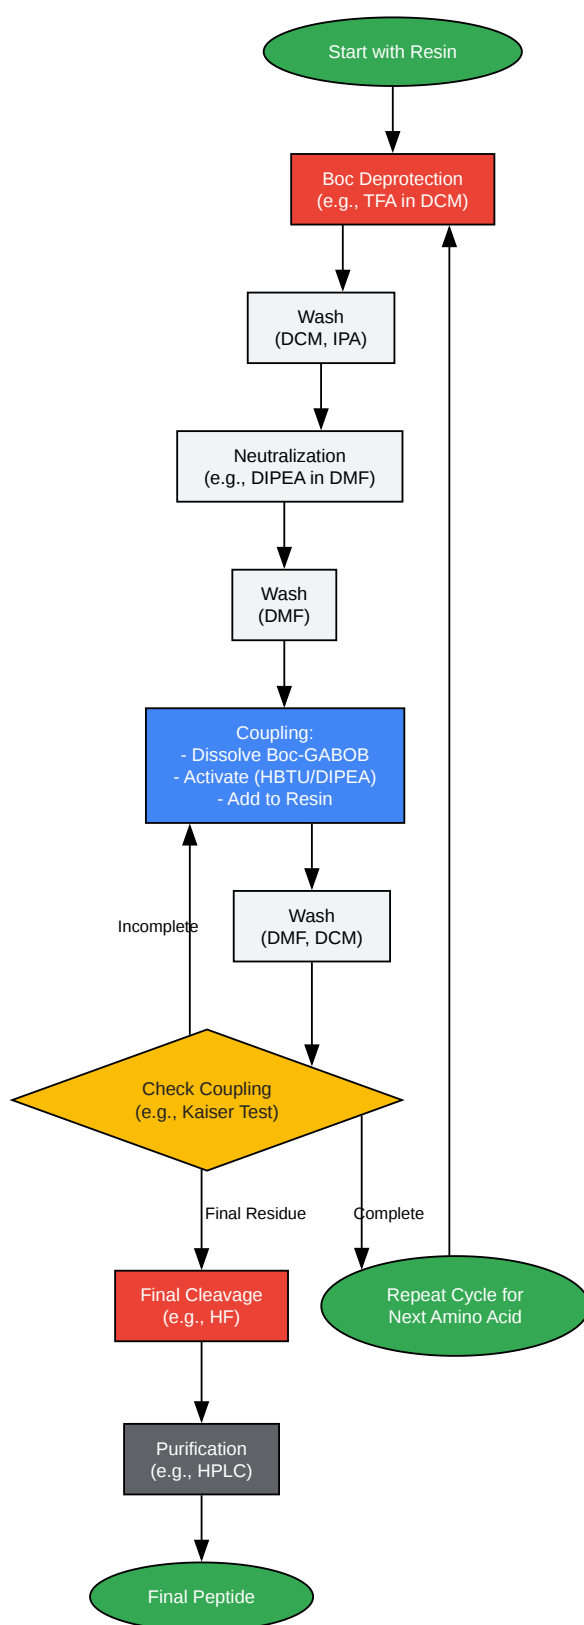 Start with Resin
Boc Deprotection
(e.g., TFA in DCM)
Wash
(DCM, IPA)
Neutralization
(e.g., DIPEA in DMF)
Wash
(DMF)
Coupling:
- Dissolve Boc-GABOB
- Activate (HBTU/DIPEA)
- Add to Resin
Wash
(DMF, DCM)
Incomplete
Check Coupling
(e.g., Kaiser Test)
Final Residue
Complete
Final Cleavage
(e.g., HF)
Repeat Cycle for
Next Amino Acid
Purification
(e.g., HPLC)
Final Peptide